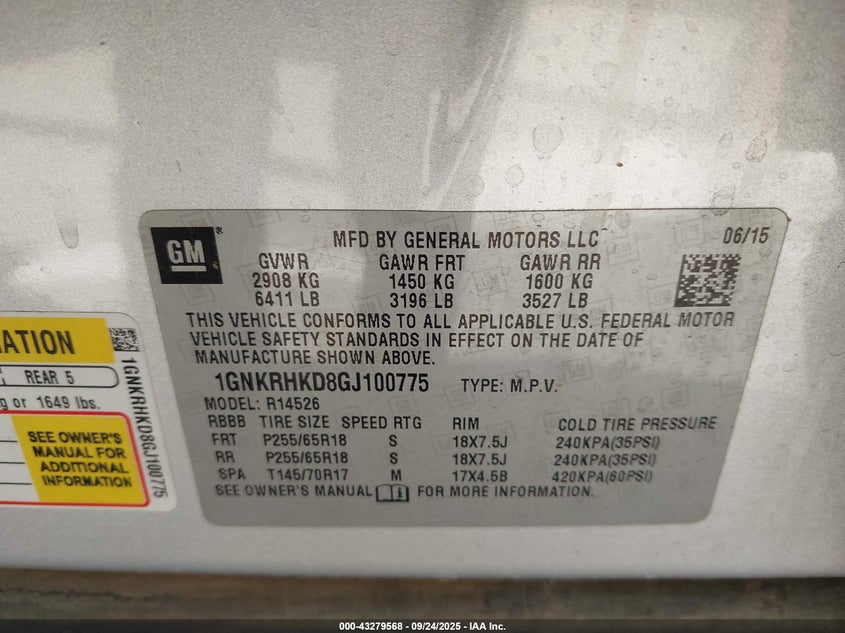 GM
MFD BY GENERAL MOTORS LLC
06/15
GVWR GAWR FRT GAWR RR
2908 KG 1450 KG 1600 KG
6411 LB 3196 LB 3527 LB
THIS VEHICLE CONFORMS TO ALL APPLICABLE U.S. FEDERAL MOTOR
VEHICLE SAFETY STANDARDS IN EFFECT ON THE DATE OF
MANUFACTURE SHOWN ABOVE.
1GNKRHKD8GJ100775 TYPE: M.P.V.
MODEL: R14526
RBBB TIRE SIZE SPEED RTG RIM COLD TIRE PRESSURE
FRT P255/65R18 S 18X7.5J 240KPA(35PSI)
RR P255/65R18 S 18X7.5J 240KPA(35PSI)
SPA T145/70R17 M 17X4.5B 420KPA(60PSI)
SEE OWNER'S MANUAL FOR MORE INFORMATION.
REAR 5
or 1649 lbs.
SEE OWNER'S
MANUAL FOR
ADDITIONAL
INFORMATION
1GNKRHKD8GJ100775
000-43279568 - 09/24/2025 - IAA Inc.